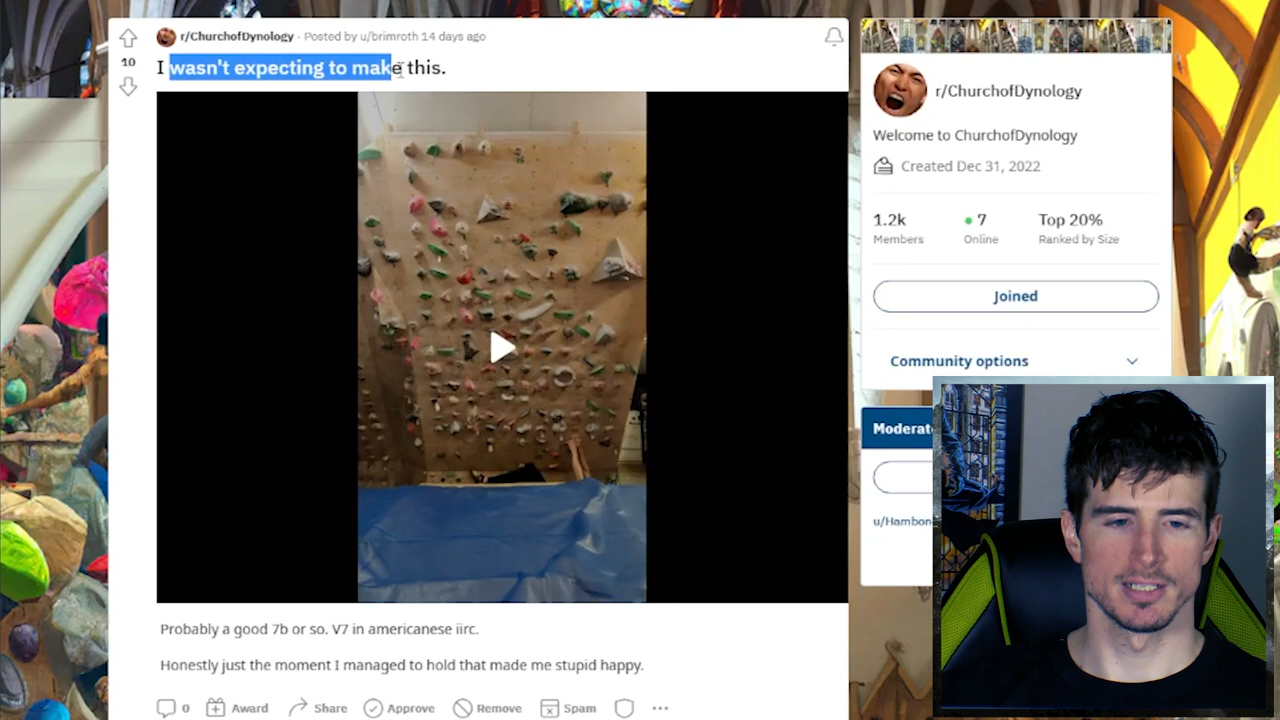 r/ChurchofDynology · Posted by u/brimroth 14 days ago
10
I wasn't expecting to make this.
Probably a good 7b or so. V7 in americanese iirc.
Honestly just the moment I managed to hold that made me stupid happy.
0 Award Share Approve Remove Spam
r/ChurchofDynology
Welcome to ChurchofDynology
Created Dec 31, 2022
1.2k 7 Top 20%
Members Online Ranked by Size
Joined
Community options
Moderat
u/Hambon